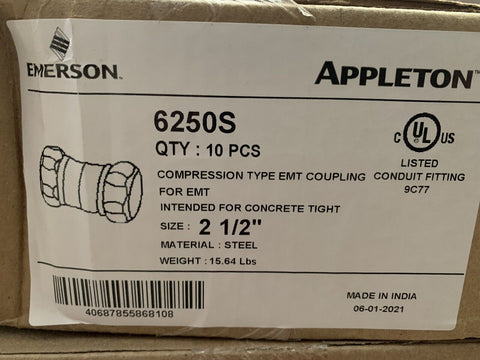 EMERSON
APPLETON™
6250S
QTY : 10 PCS
COMPRESSION TYPE EMT COUPLING
FOR EMT
INTENDED FOR CONCRETE TIGHT
SIZE : 2 1/2"
MATERIAL : STEEL
WEIGHT : 15.64 Lbs
c UL US
LISTED
CONDUIT FITTING
9C77
40687855868108
MADE IN INDIA
06-01-2021